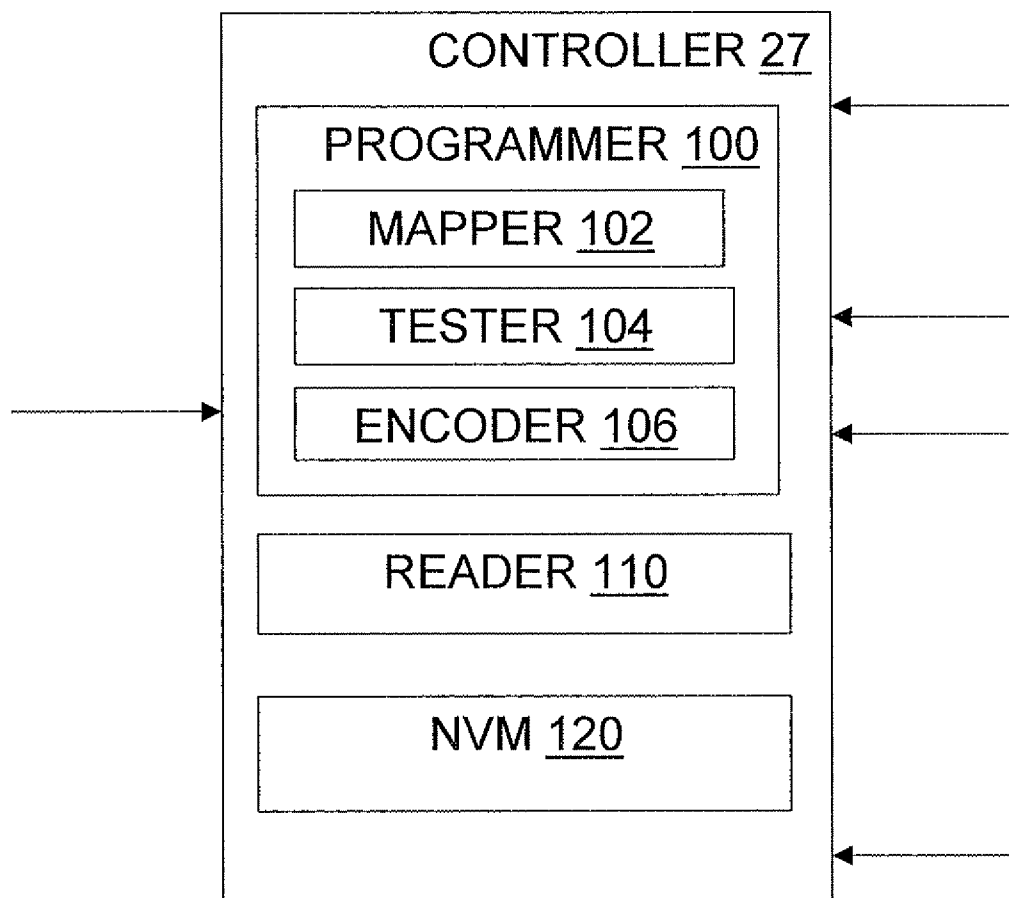 CONTROLLER 27
PROGRAMMER 100
MAPPER 102
TESTER 104
ENCODER 106
READER 110
NVM 120